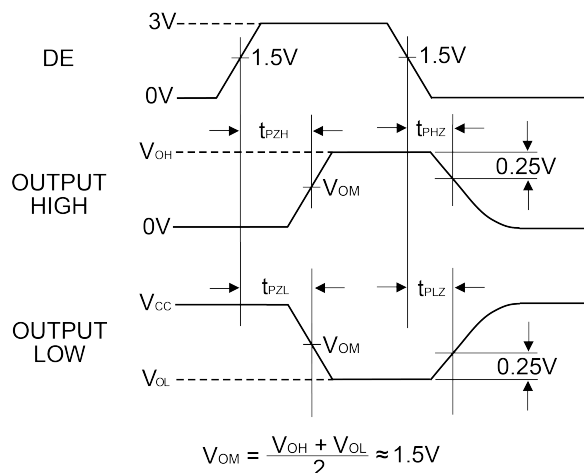 3V
DE
1.5V
1.5V
0V
tPZH
tPHZ
VOH
0.25V
OUTPUT
HIGH
VOM
0V
tPZL
tPLZ
VCC
OUTPUT
LOW
VOM
0.25V
VOL
VOM = VOH + VOL / 2 ≈ 1.5V